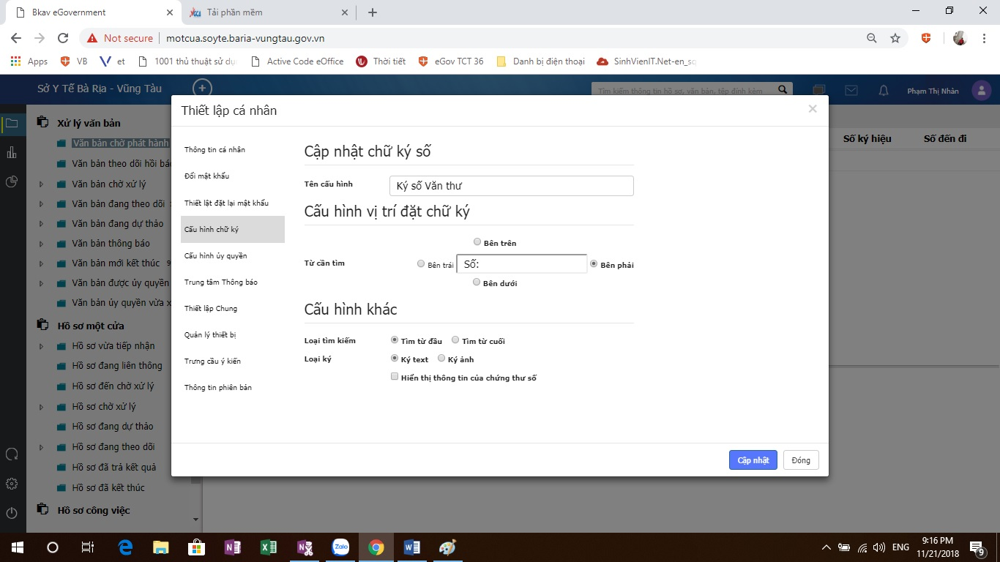 Bkav eGovernment
Tải phần mềm
Not secure
motcua.soyte.baria-vungtau.gov.vn
Apps
VB
et
1001 thủ thuật sử dụ
Active Code eOffice
Thời tiết
eGov TCT 36
Danh bị điện thoại
SinhVienIT.Net-en_so
Sở Y Tế Bà Rịa - Vũng Tàu
Tìm kiếm thông tin hồ sơ, văn bản, tệp đính kèm
Phạm Thị Nhàn
Xử lý văn bản
Văn bản chờ phát hành
Văn bản theo dõi hồi báo
Văn bản chờ xử lý
Văn bản đang theo dõi
Văn bản đang dự thảo
Văn bản thông báo
Văn bản mới kết thúc 9
Văn bản được ủy quyền
Văn bản ủy quyền vừa x
Hồ sơ một cửa
Hồ sơ vừa tiếp nhận
Hồ sơ đang liên thông
Hồ sơ đến chờ xử lý
Hồ sơ chờ xử lý
Hồ sơ đang dự thảo
Hồ sơ đang theo dõi
Hồ sơ đã trả kết quả
Hồ sơ đã kết thúc
Hồ sơ công việc
Số ký hiệu
Số đến đi
Thiết lập cá nhân
Thông tin cá nhân
Đổi mật khẩu
Thiết lật đặt lại mật khẩu
Cấu hình chữ ký
Cấu hình ủy quyền
Trung tâm Thông báo
Thiết lập Chung
Quản lý thiết bị
Trưng cầu ý kiến
Thông tin phiên bản
Cập nhật chữ ký số
Tên cấu hình
Ký số Văn thư
Cấu hình vị trí đặt chữ ký
Bên trên
Từ cần tìm
Bên trái
Số:
Bên phải
Bên dưới
Cấu hình khác
Loại tìm kiếm
Tìm từ đầu
Tìm từ cuối
Loại ký
Ký text
Ký ảnh
Hiển thị thông tin của chứng thư số
Cập nhật
Đóng
Zalo
ENG
9:16 PM
11/21/2018
9